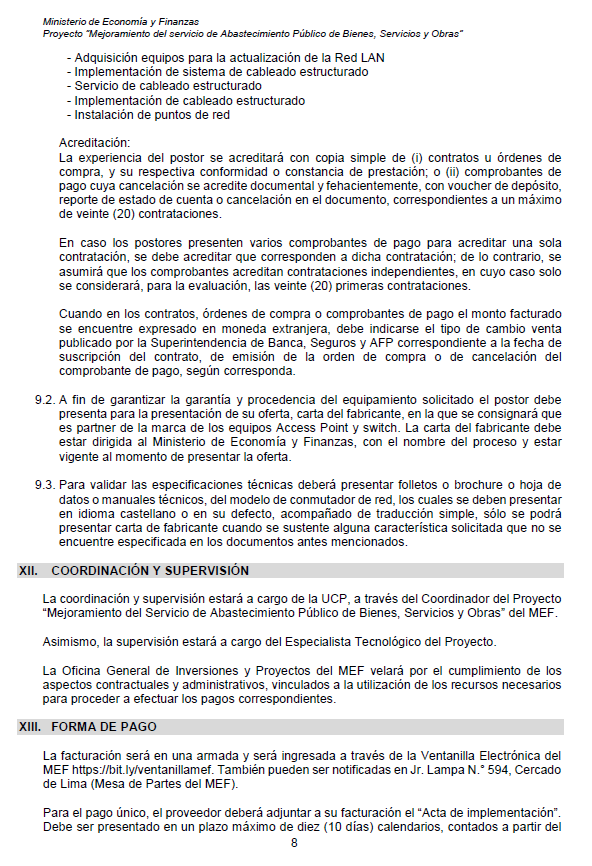 Ministerio de Economía y Finanzas
Proyecto "Mejoramiento del servicio de Abastecimiento Público de Bienes, Servicios y Obras"
- Adquisición equipos para la actualización de la Red LAN
- Implementación de sistema de cableado estructurado
- Servicio de cableado estructurado
- Implementación de cableado estructurado
- Instalación de puntos de red
Acreditación:
La experiencia del postor se acreditará con copia simple de (i) contratos u órdenes de
compra, y su respectiva conformidad o constancia de prestación; o (ii) comprobantes de
pago cuya cancelación se acredite documental y fehacientemente, con voucher de depósito,
reporte de estado de cuenta o cancelación en el documento, correspondientes a un máximo
de veinte (20) contrataciones.
En caso los postores presenten varios comprobantes de pago para acreditar una sola
contratación, se debe acreditar que corresponden a dicha contratación; de lo contrario, se
asumirá que los comprobantes acreditan contrataciones independientes, en cuyo caso solo
se considerará, para la evaluación, las veinte (20) primeras contrataciones.
Cuando en los contratos, órdenes de compra o comprobantes de pago el monto facturado
se encuentre expresado en moneda extranjera, debe indicarse el tipo de cambio venta
publicado por la Superintendencia de Banca, Seguros y AFP correspondiente a la fecha de
suscripción del contrato, de emisión de la orden de compra o de cancelación del
comprobante de pago, según corresponda.
9.2. A fin de garantizar la garantía y procedencia del equipamiento solicitado el postor debe
presenta para la presentación de su oferta, carta del fabricante, en la que se consignará que
es partner de la marca de los equipos Access Point y switch. La carta del fabricante debe
estar dirigida al Ministerio de Economía y Finanzas, con el nombre del proceso y estar
vigente al momento de presentar la oferta.
9.3. Para validar las especificaciones técnicas deberá presentar folletos o brochure o hoja de
datos o manuales técnicos, del modelo de conmutador de red, los cuales se deben presentar
en idioma castellano o en su defecto, acompañado de traducción simple, sólo se podrá
presentar carta de fabricante cuando se sustente alguna característica solicitada que no se
encuentre especificada en los documentos antes mencionados.
XII. COORDINACIÓN Y SUPERVISIÓN
La coordinación y supervisión estará a cargo de la UCP, a través del Coordinador del Proyecto
"Mejoramiento del Servicio de Abastecimiento Público de Bienes, Servicios y Obras" del MEF.
Asimismo, la supervisión estará a cargo del Especialista Tecnológico del Proyecto.
La Oficina General de Inversiones y Proyectos del MEF velará por el cumplimiento de los
aspectos contractuales y administrativos, vinculados a la utilización de los recursos necesarios
para proceder a efectuar los pagos correspondientes.
XIII. FORMA DE PAGO
La facturación será en una armada y será ingresada a través de la Ventanilla Electrónica del
MEF https://bit.ly/ventanillamef. También pueden ser notificadas en Jr. Lampa N.° 594, Cercado
de Lima (Mesa de Partes del MEF).
Para el pago único, el proveedor deberá adjuntar a su facturación el "Acta de implementación".
Debe ser presentado en un plazo máximo de diez (10 días) calendarios, contados a partir del
8